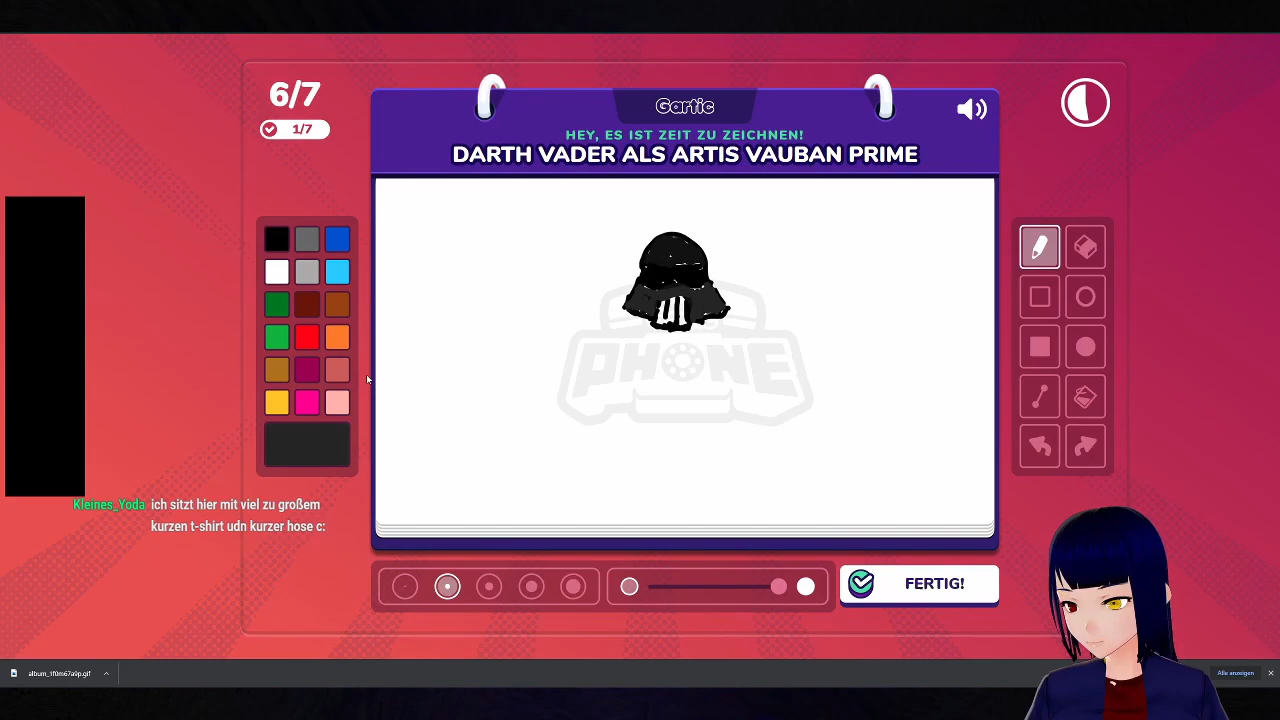 6/7
1/7
Gartic
HEY, ES IST ZEIT ZU ZEICHNEN!
DARTH VADER ALS ARTIS VAUBAN PRIME
PHONE
Kleines_Yoda ich sitzt hier mit viel zu großem
kurzen t-shirt udn kurzer hose c:
FERTIG!
album_1f0m67a9p.gif
Alle anzeigen